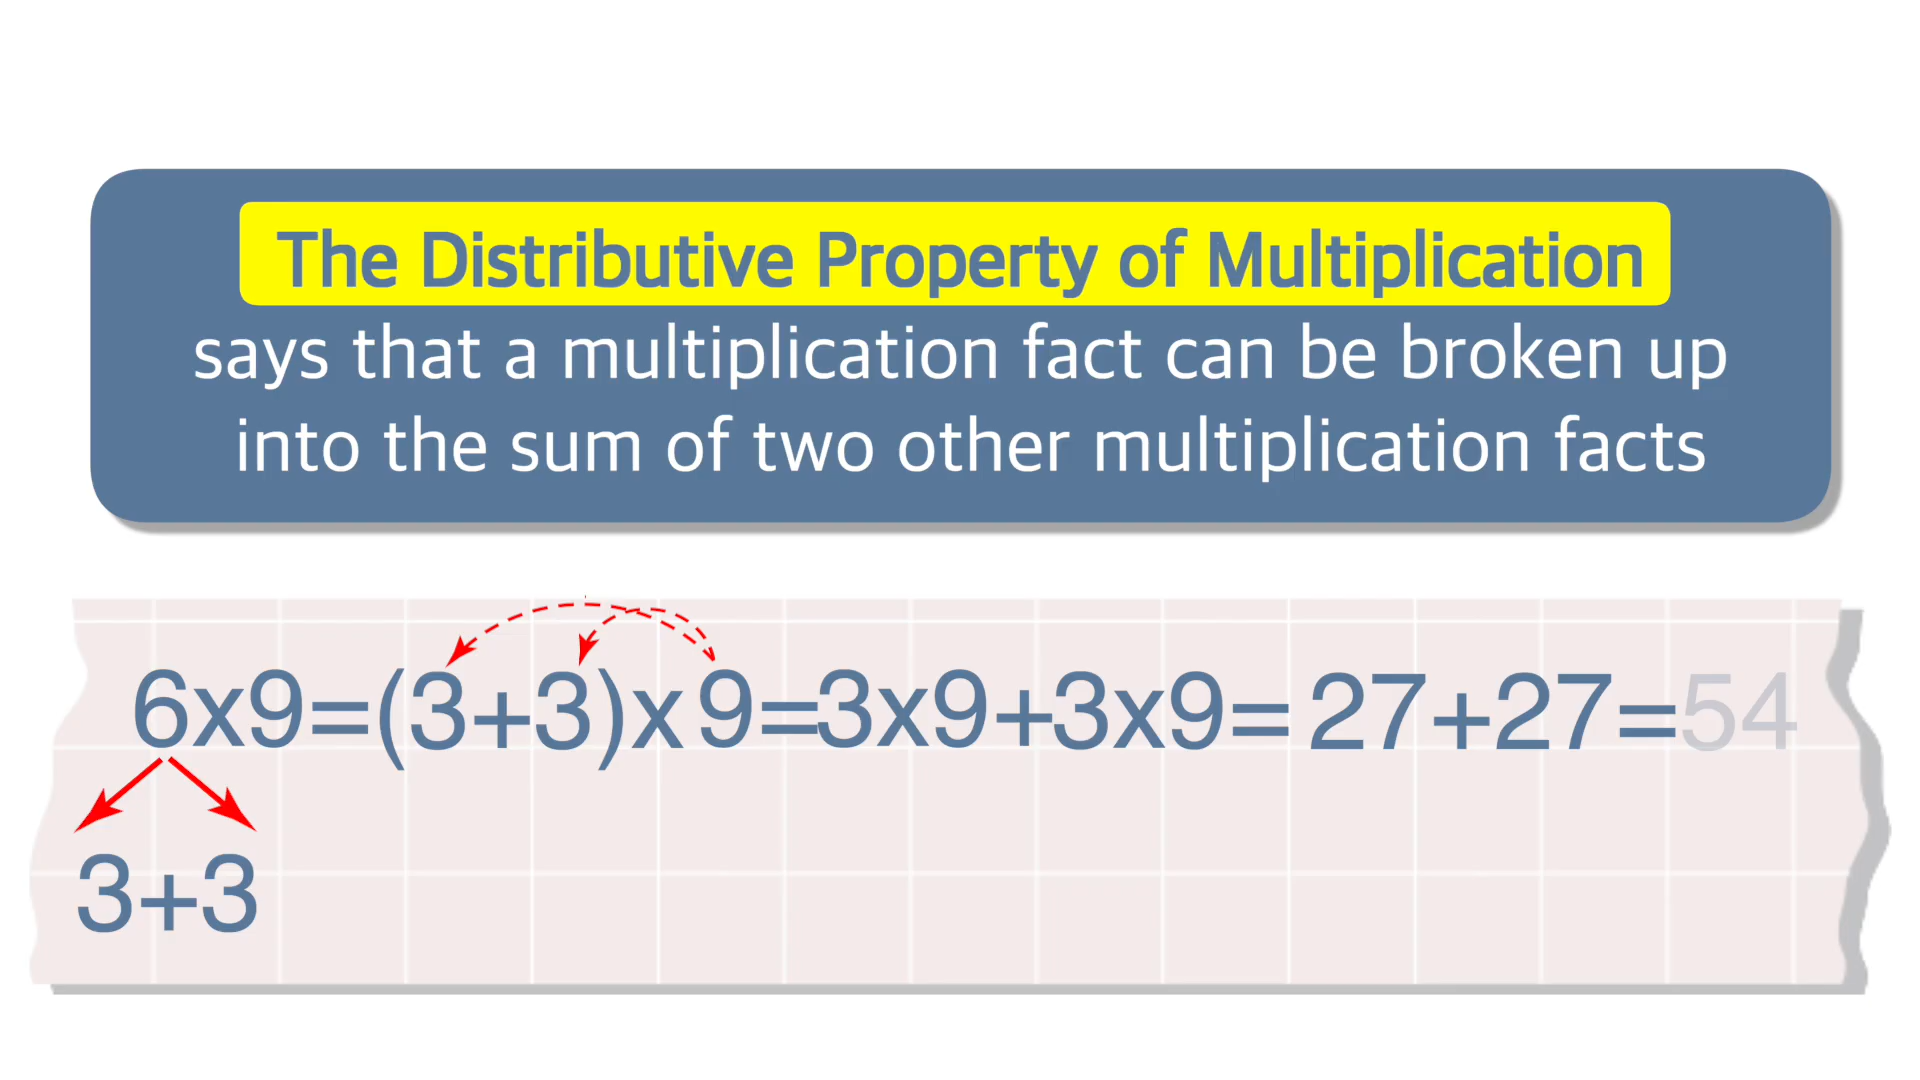 The Distributive Property of Multiplication
says that a multiplication fact can be broken up
into the sum of two other multiplication facts
6x9=(3+3)x9=3x9+3x9=27+27=54
3+3